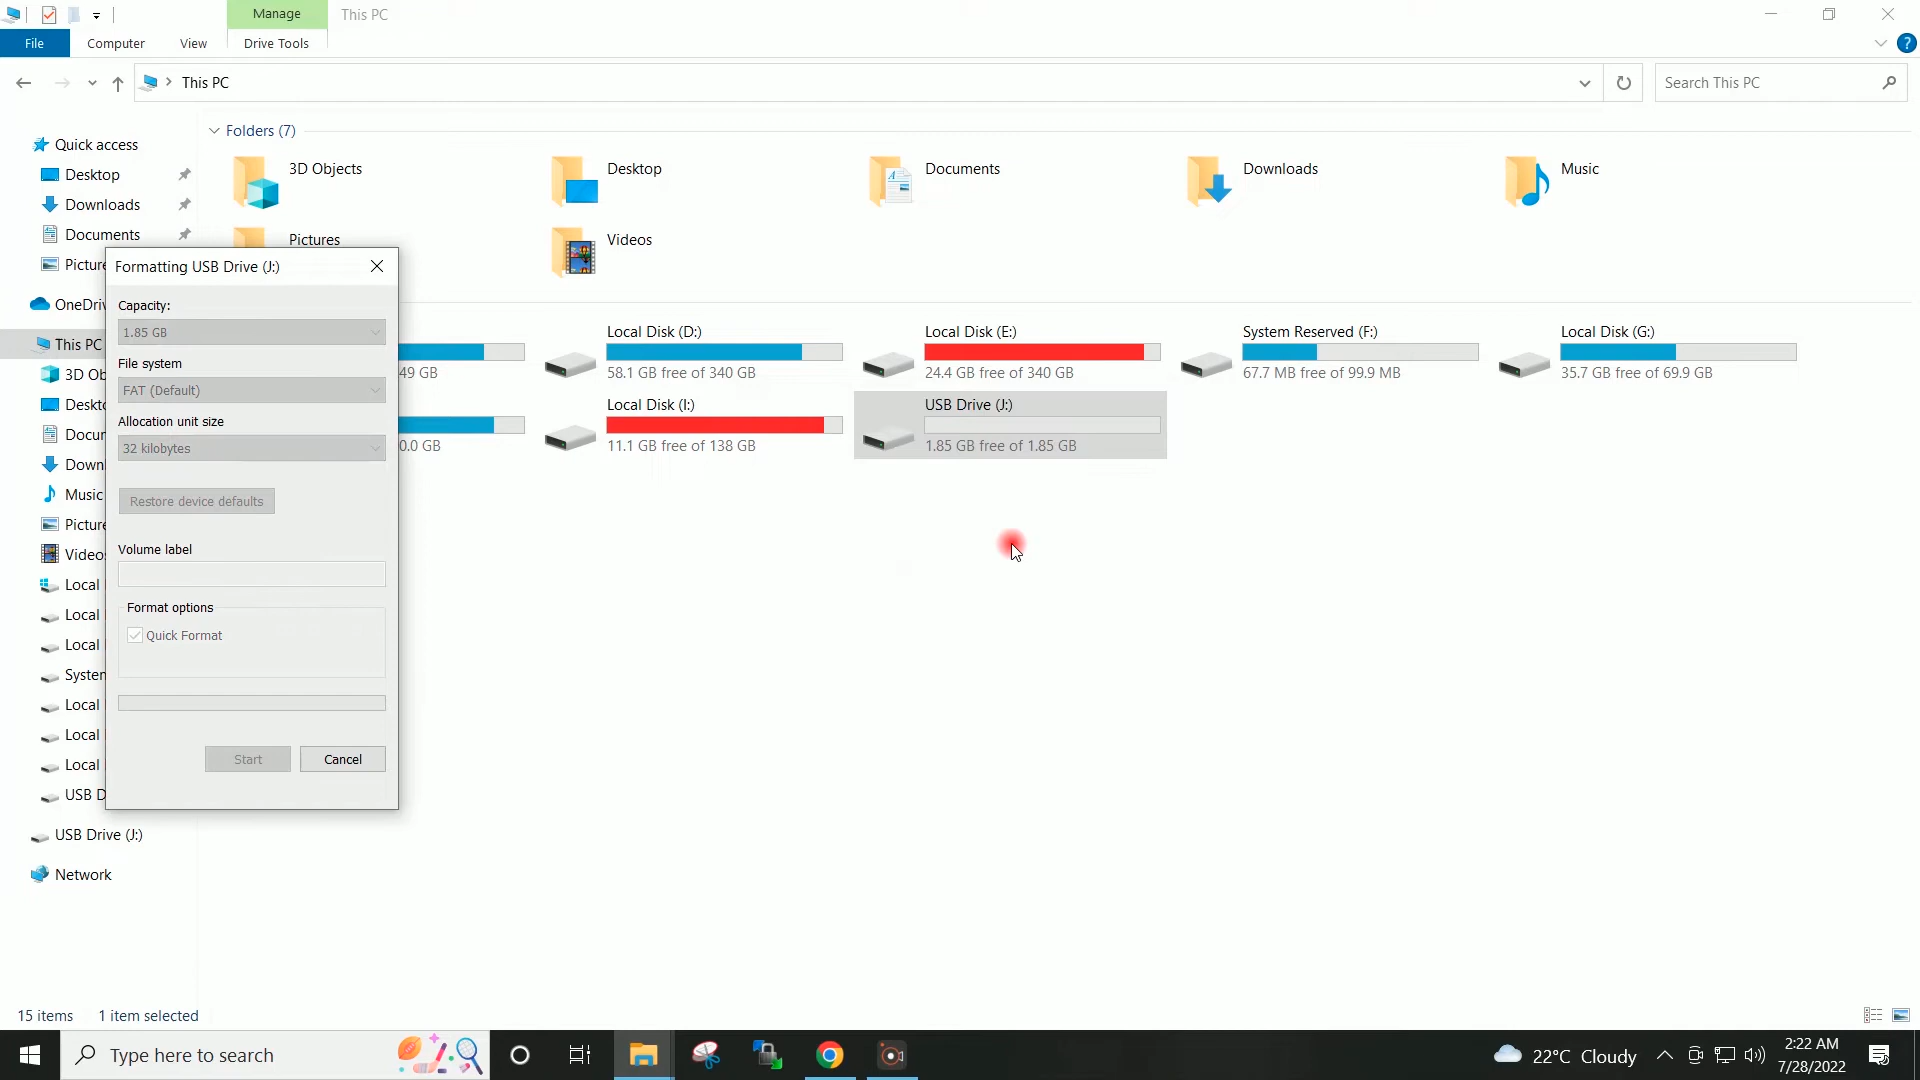 Manage
This PC
File
Computer
View
Drive Tools
This PC
Search This PC
Quick access
Desktop
Downloads
Documents
Picture
OneDriv
This PC
3D Ob
Deskto
Docun
Down
Music
Picture
Videos
Local
Local
Local
System
Local
Local
Local
USB D
USB Drive (J:)
Network
Folders (7)
3D Objects
Desktop
Documents
Downloads
Music
Pictures
Videos
49 GB
Local Disk (D:)
58.1 GB free of 340 GB
Local Disk (E:)
24.4 GB free of 340 GB
System Reserved (F:)
67.7 MB free of 99.9 MB
Local Disk (G:)
35.7 GB free of 69.9 GB
0.0 GB
Local Disk (I:)
11.1 GB free of 138 GB
USB Drive (J:)
1.85 GB free of 1.85 GB
Formatting USB Drive (J:)
Capacity:
1.85 GB
File system
FAT (Default)
Allocation unit size
32 kilobytes
Restore device defaults
Volume label
Format options
Quick Format
Start
Cancel
15 items
1 item selected
Type here to search
22°C Cloudy
2:22 AM
7/28/2022